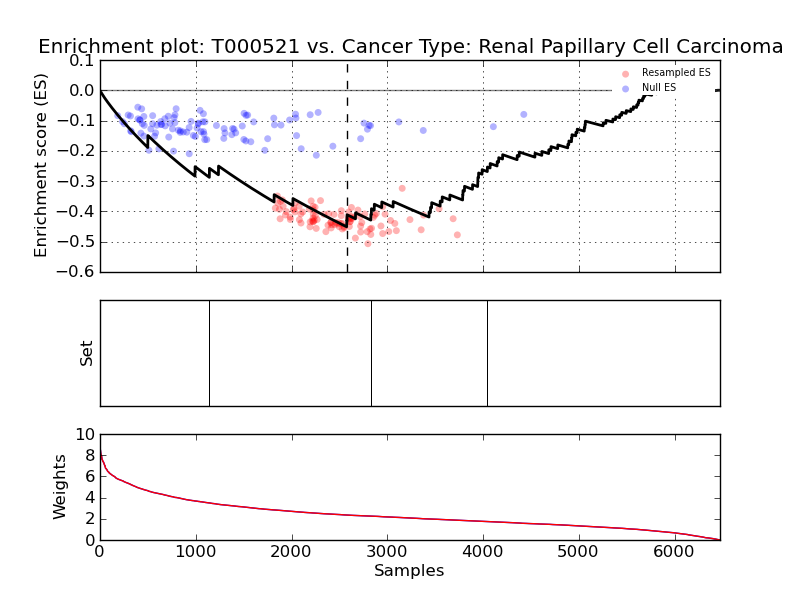 Enrichment plot: T000521 vs. Cancer Type: Renal Papillary Cell Carcinoma
0.1
0.0
−0.1
−0.2
−0.3
−0.4
−0.5
−0.6
Enrichment score (ES)
Resampled ES
Null ES
Set
10
8
6
4
2
0
Weights
0 1000 2000 3000 4000 5000 6000
Samples